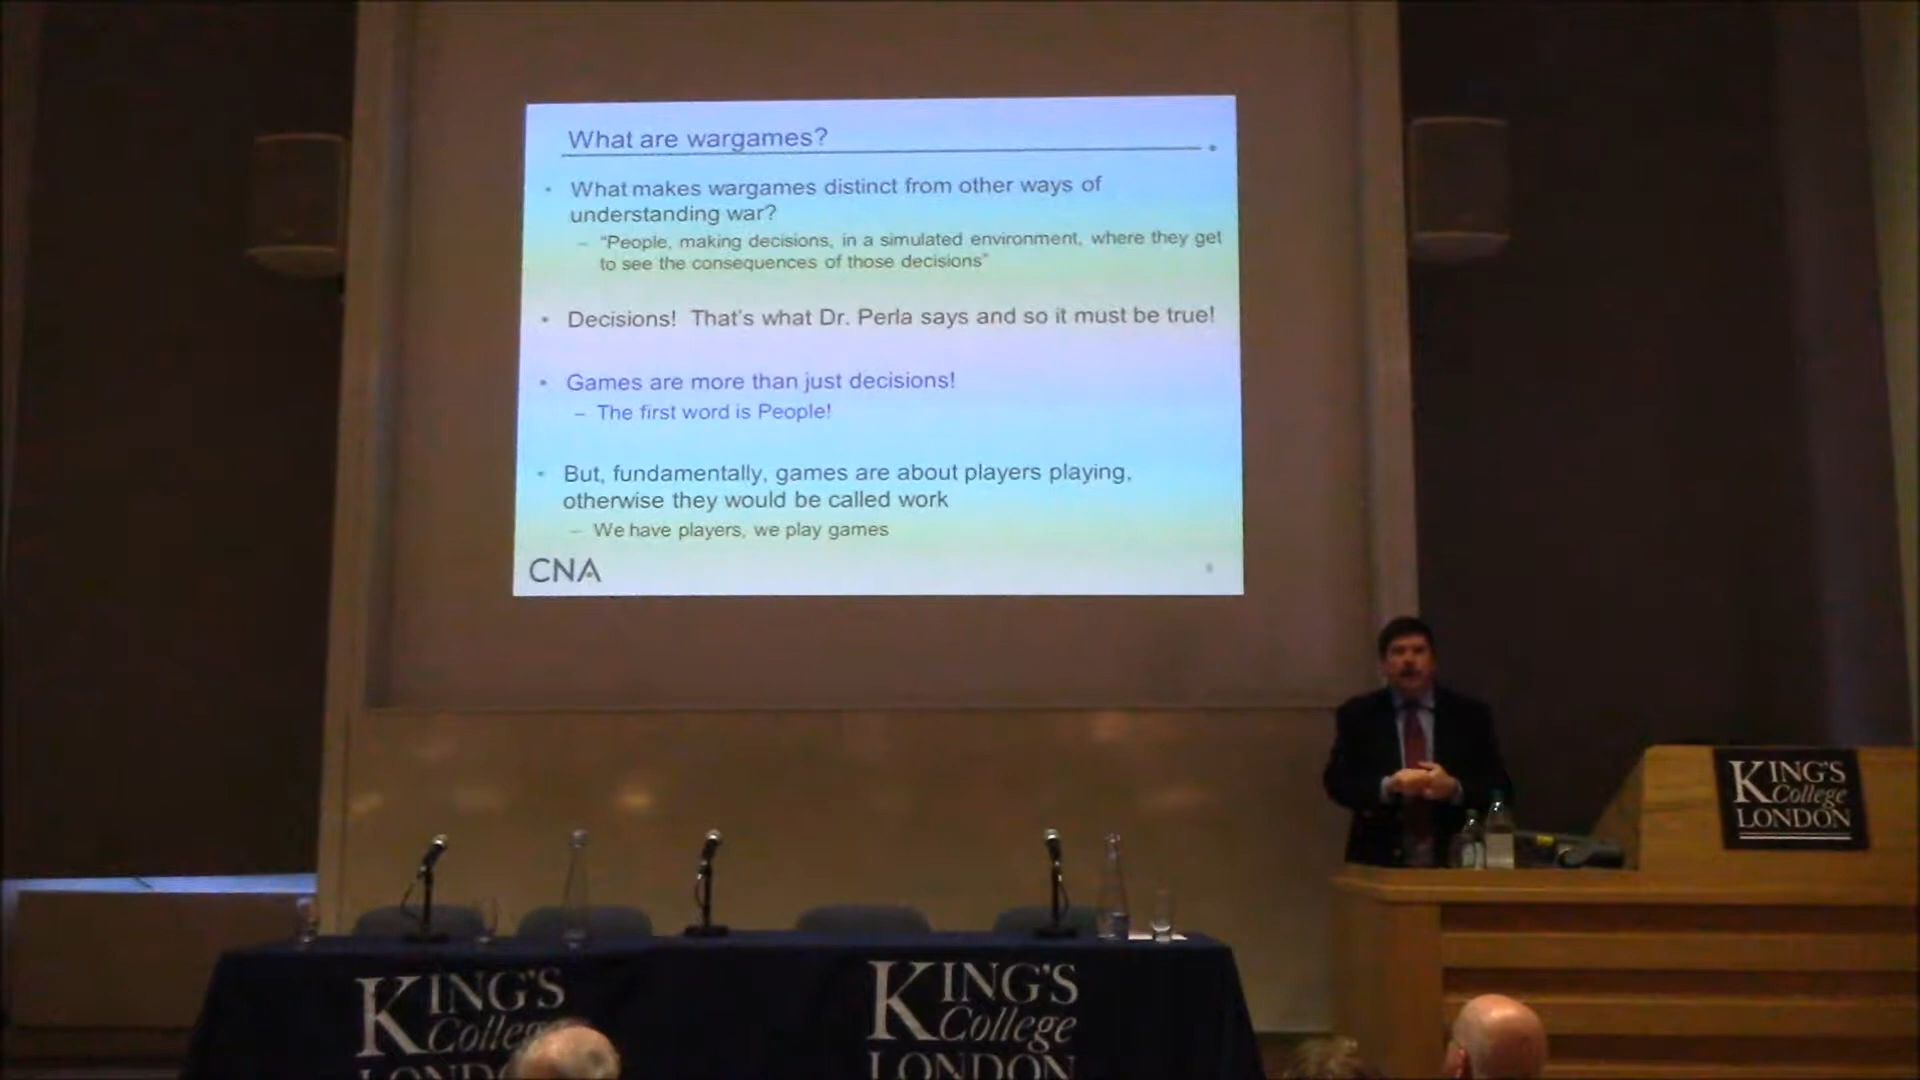 What are wargames?
What makes wargames distinct from other ways of
understanding war?
– "People, making decisions, in a simulated environment, where they get
to see the consequences of those decisions"
Decisions! That's what Dr. Perla says and so it must be true!
Games are more than just decisions!
– The first word is People!
But, fundamentally, games are about players playing,
otherwise they would be called work
– We have players, we play games
CNA
KING'S
College
LONDON
KING'S
College
LONDON
KING'S
College
LONDON